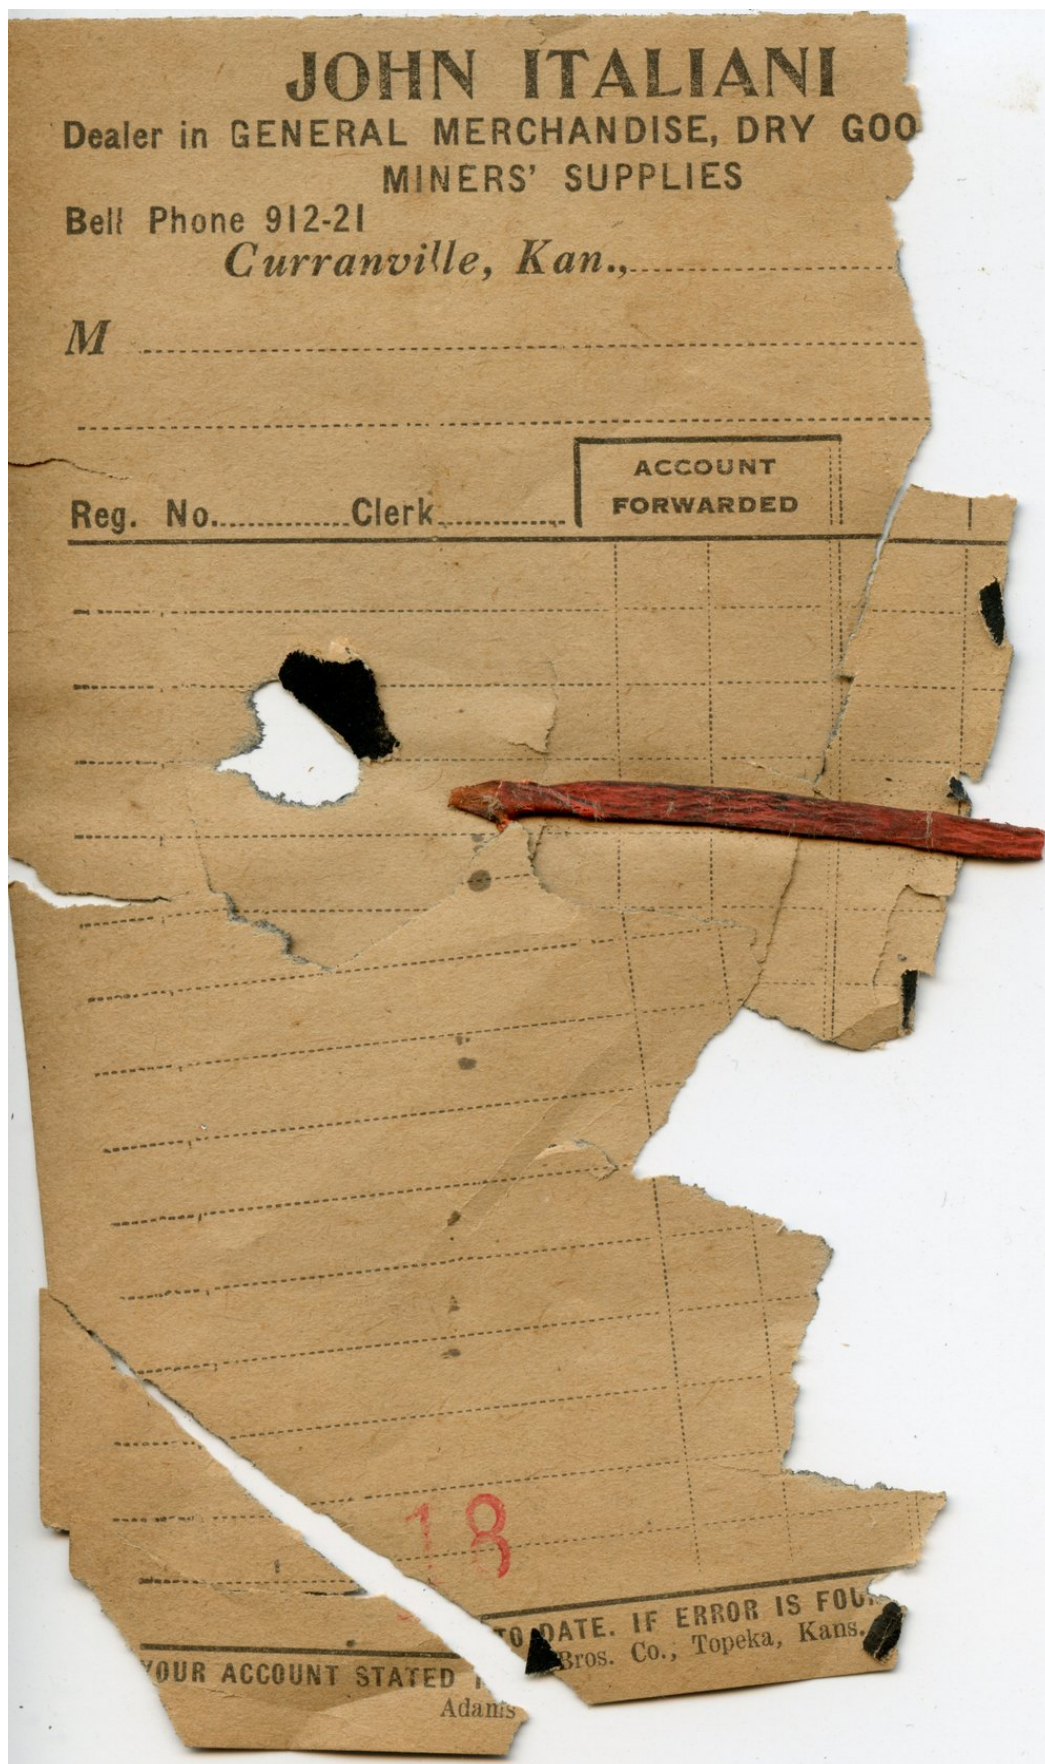 JOHN ITALIANI
Dealer in GENERAL MERCHANDISE, DRY GOO
MINERS' SUPPLIES
Bell Phone 912-21
Curranville, Kan.,
M
ACCOUNT
FORWARDED
Reg. No. Clerk
18
YOUR ACCOUNT STATED TO DATE. IF ERROR IS FOU
Adams Bros. Co., Topeka, Kans.